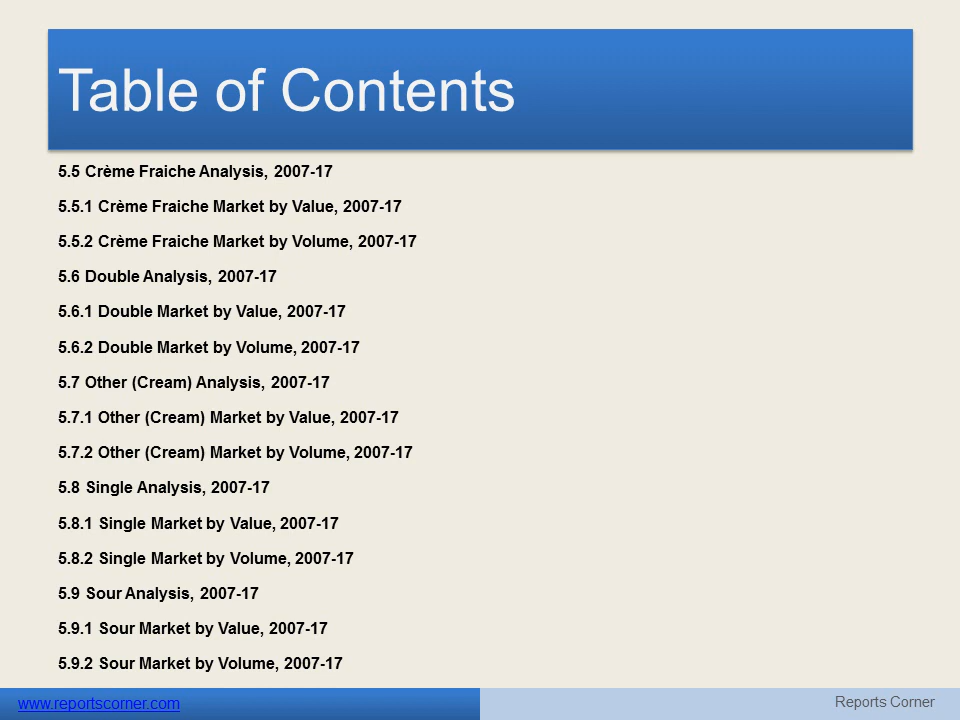 Table of Contents
5.5 Crème Fraiche Analysis, 2007-17
5.5.1 Crème Fraiche Market by Value, 2007-17
5.5.2 Crème Fraiche Market by Volume, 2007-17
5.6 Double Analysis, 2007-17
5.6.1 Double Market by Value, 2007-17
5.6.2 Double Market by Volume, 2007-17
5.7 Other (Cream) Analysis, 2007-17
5.7.1 Other (Cream) Market by Value, 2007-17
5.7.2 Other (Cream) Market by Volume, 2007-17
5.8 Single Analysis, 2007-17
5.8.1 Single Market by Value, 2007-17
5.8.2 Single Market by Volume, 2007-17
5.9 Sour Analysis, 2007-17
5.9.1 Sour Market by Value, 2007-17
5.9.2 Sour Market by Volume, 2007-17
www.reportscorner.com
Reports Corner